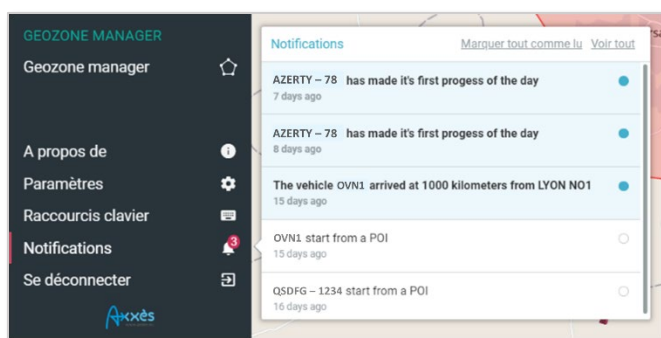 GEOZONE MANAGER
Geozone manager
A propos de
Paramètres
Raccourcis clavier
Notifications
3
Se déconnecter
Axxès
Notifications Marquer tout comme lu Voir tout
AZERTY – 78 has made it's first progess of the day
7 days ago
AZERTY – 78 has made it's first progess of the day
8 days ago
The vehicle OVN1 arrived at 1000 kilometers from LYON NO1
15 days ago
OVN1 start from a POI
15 days ago
QSDFG – 1234 start from a POI
16 days ago